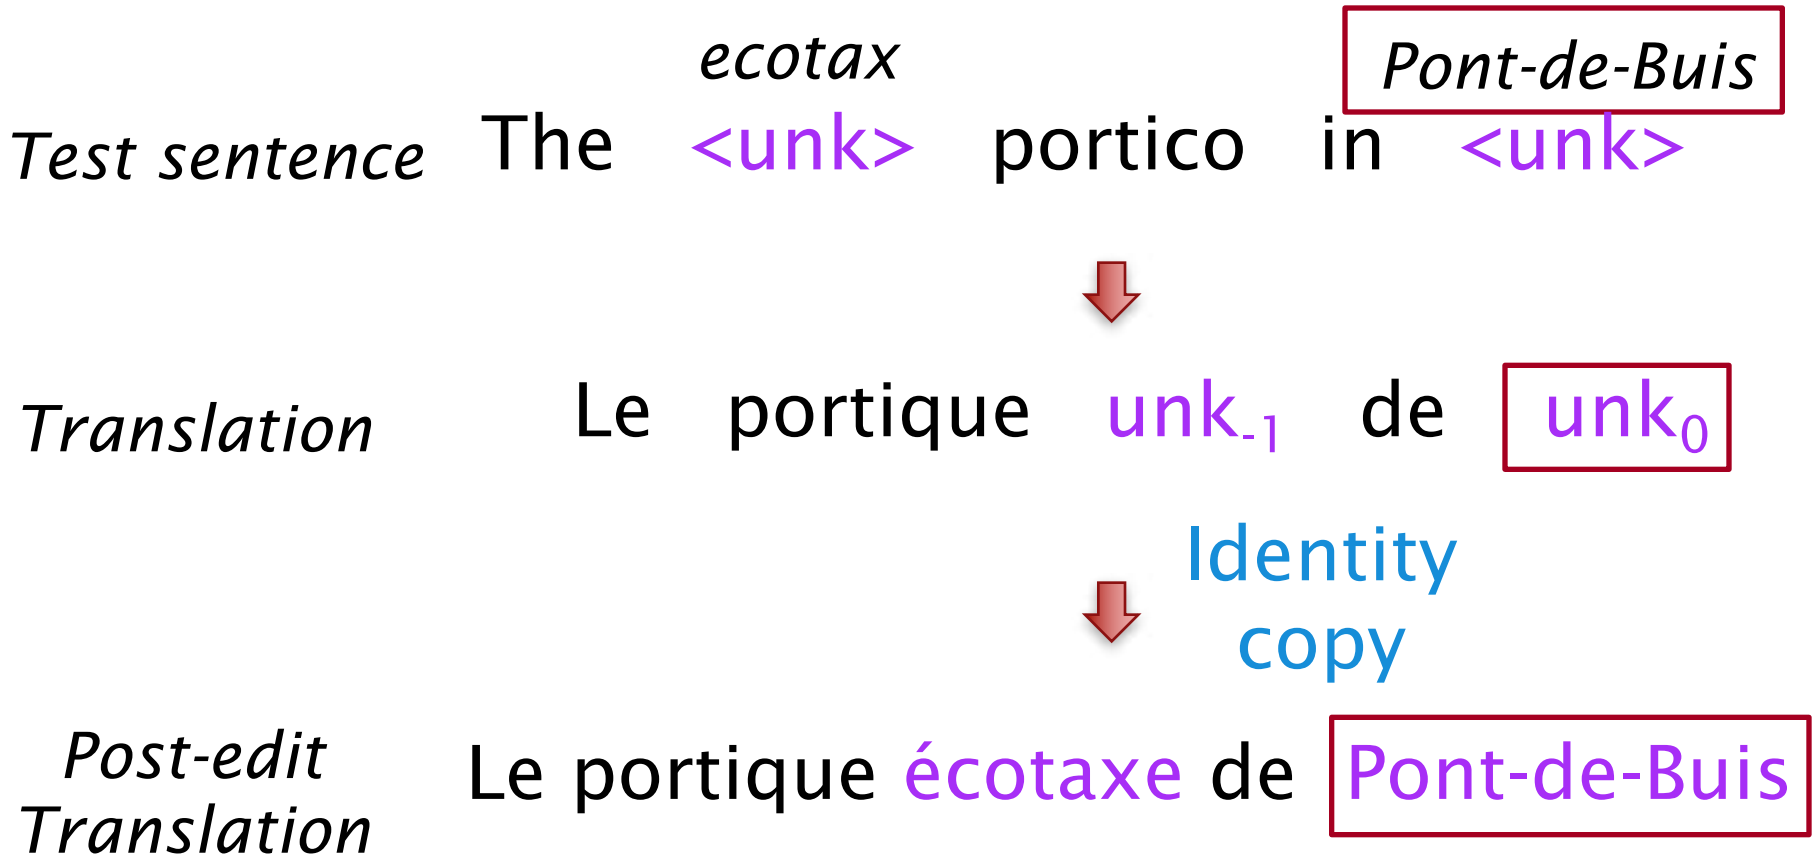 ecotax Pont-de-Buis
Test sentence The <unk> portico in <unk>
Translation Le portique unk-1 de unk0
Identity
copy
Post-edit
Translation
Le portique écotaxe de Pont-de-Buis